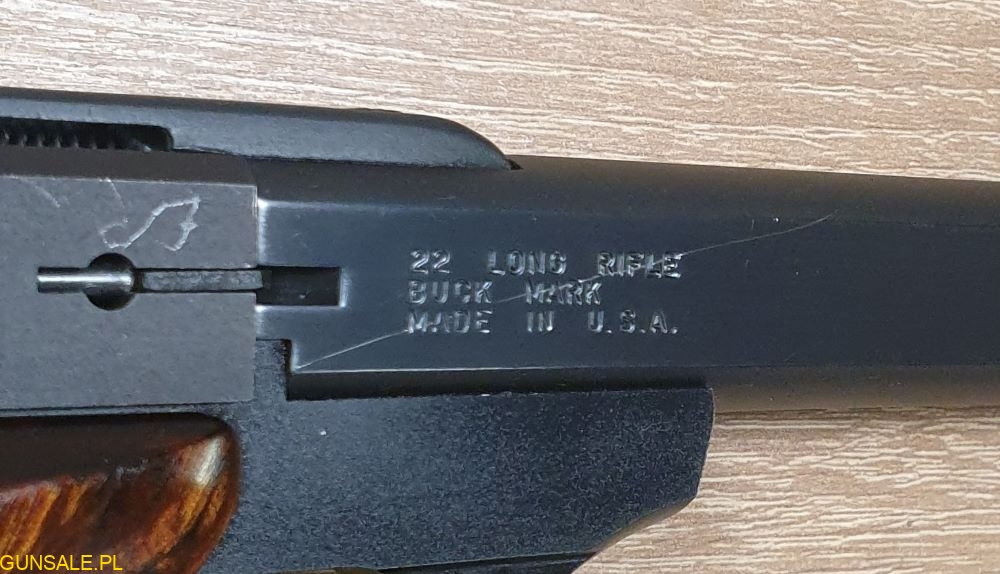 22 LONG RIFLE
BUCK MARK
MADE IN U.S.A.
GUNSALE.PL